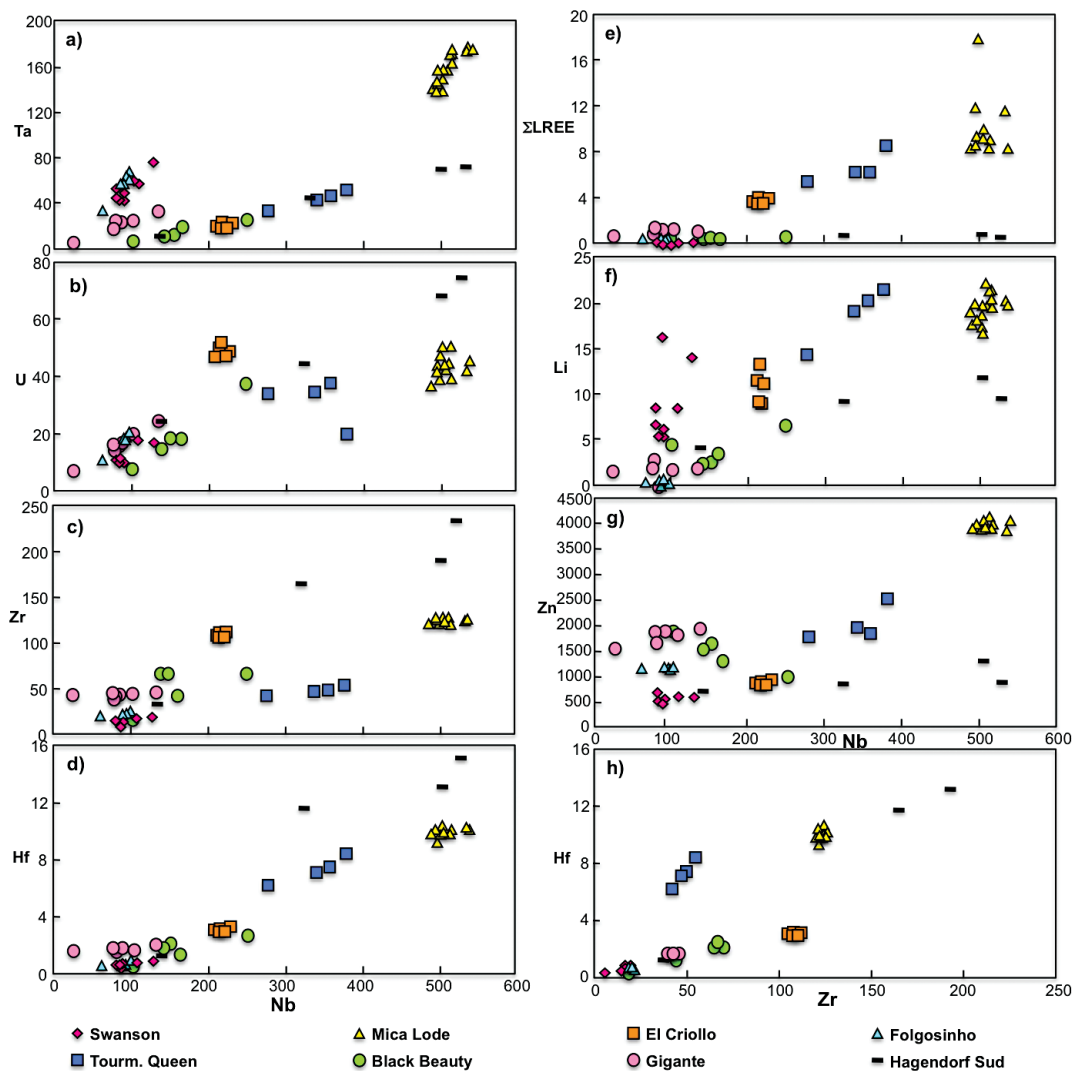 a)
200
160
120
80
40
0
Ta
b)
80
60
40
20
0
U
c)
250
200
150
100
50
0
Zr
d)
16
12
8
4
0
Hf
0 100 200 300 400 500 600
Nb
e)
20
16
12
8
4
0
ΣLREE
f)
25
20
15
10
5
0
Li
g)
4500
4000
3500
3000
2500
2000
1500
1000
500
0
Zn
0 100 200 300 400 500 600
Nb
h)
16
12
8
4
0
Hf
0 50 100 150 200 250
Zr
Swanson Mica Lode El Criollo Folgosinho
Tourm. Queen Black Beauty Gigante Hagendorf Sud